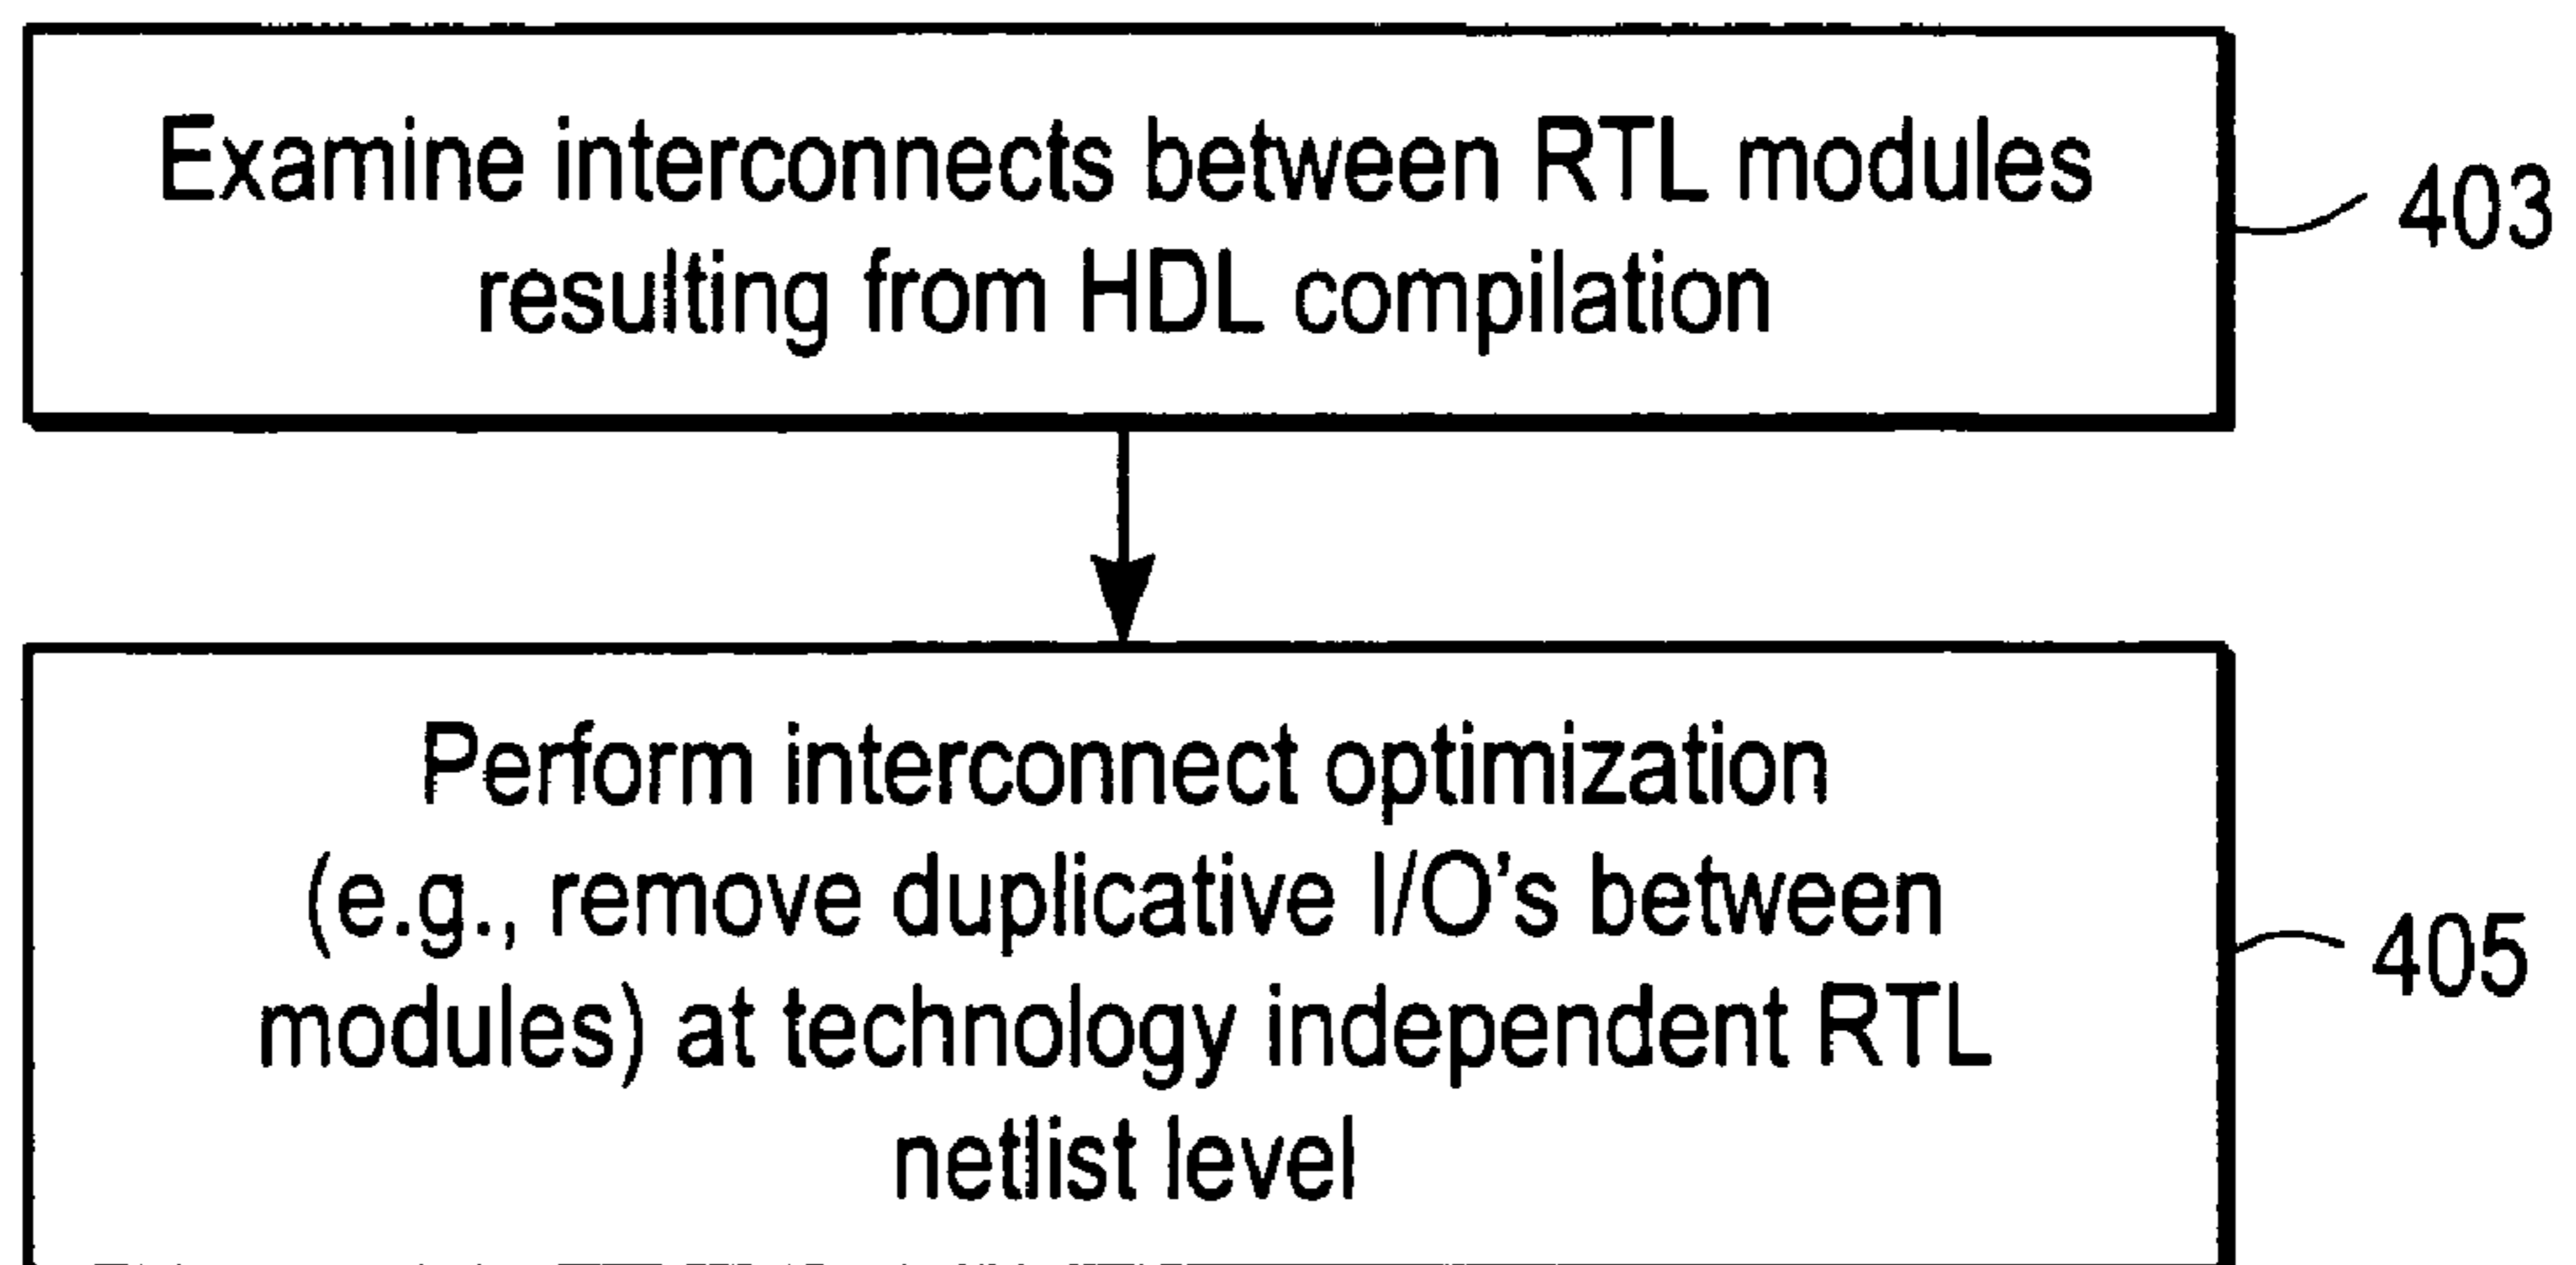 Examine interconnects between RTL modules
resulting from HDL compilation
403
Perform interconnect optimization
(e.g., remove duplicative I/O’s between
modules) at technology independent RTL
netlist level
405